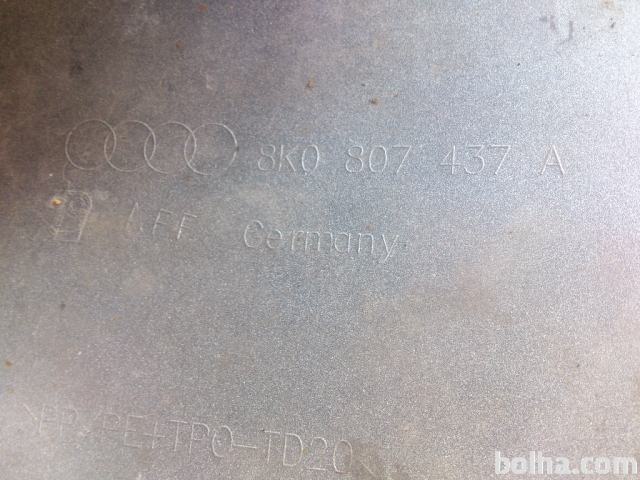 8K0 807 437 A
Germany
>PP/PE+TPO-TD20
bolha.com